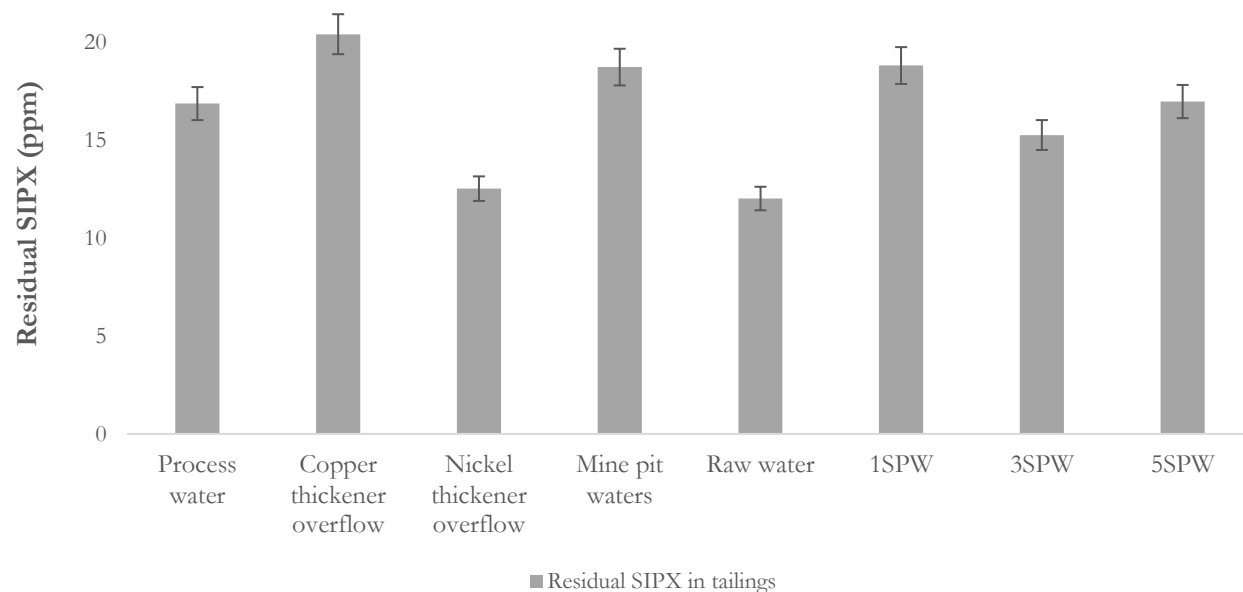 Residual SIPX (ppm)
20
15
10
5
0
Process water
Copper thickener overflow
Nickel thickener overflow
Mine pit waters
Raw water
1SPW
3SPW
5SPW
Residual SIPX in tailings